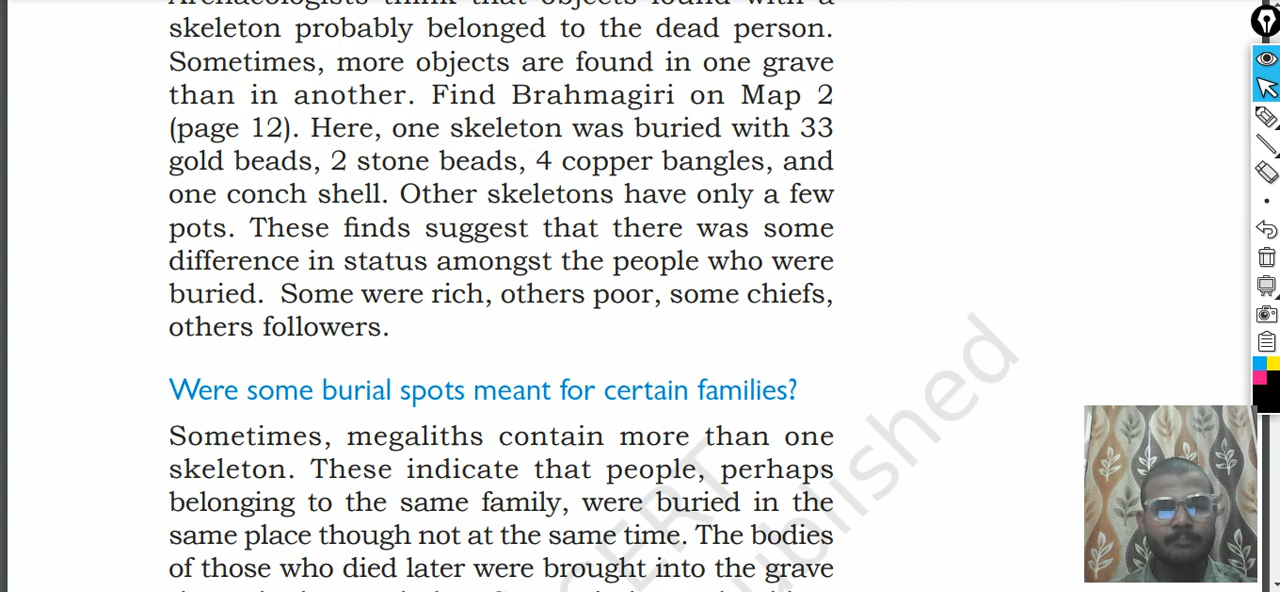 Archaeologists think that objects found with a
skeleton probably belonged to the dead person.
Sometimes, more objects are found in one grave
than in another. Find Brahmagiri on Map 2
(page 12). Here, one skeleton was buried with 33
gold beads, 2 stone beads, 4 copper bangles, and
one conch shell. Other skeletons have only a few
pots. These finds suggest that there was some
difference in status amongst the people who were
buried. Some were rich, others poor, some chiefs,
others followers.
Were some burial spots meant for certain families?
Sometimes, megaliths contain more than one
skeleton. These indicate that people, perhaps
belonging to the same family, were buried in the
same place though not at the same time. The bodies
of those who died later were brought into the grave